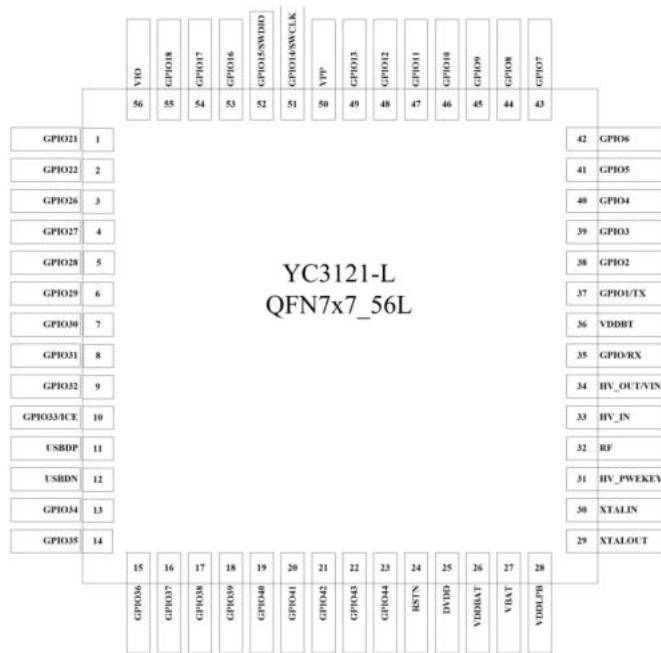 VIO GPIO18 GPIO17 GPIO16 GPIO15/SWDIO GPIO14/SWCLK VPP GPIO13 GPIO12 GPIO11 GPIO10 GPIO9 GPIO8 GPIO7
56 55 54 53 52 51 50 49 48 47 46 45 44 43
GPIO21 1 42 GPIO6
GPIO22 2 41 GPIO5
GPIO26 3 40 GPIO4
GPIO27 4 39 GPIO3
GPIO28 5 38 GPIO2
YC3121-L
GPIO29 6 37 GPIO1/TX
QFN7x7_56L
GPIO30 7 36 VDDBT
GPIO31 8 35 GPIO/RX
GPIO32 9 34 HV_OUT/VIN
GPIO33/ICE 10 33 HV_IN
USBDP 11 32 RF
USBDN 12 31 HV_PWEKEY
GPIO34 13 30 XTALIN
GPIO35 14 29 XTALOUT
15 16 17 18 19 20 21 22 23 24 25 26 27 28
GPIO36 GPIO37 GPIO38 GPIO39 GPIO40 GPIO41 GPIO42 GPIO43 GPIO44 RSTN DVDD VDDBAT VBAT VDDLPB